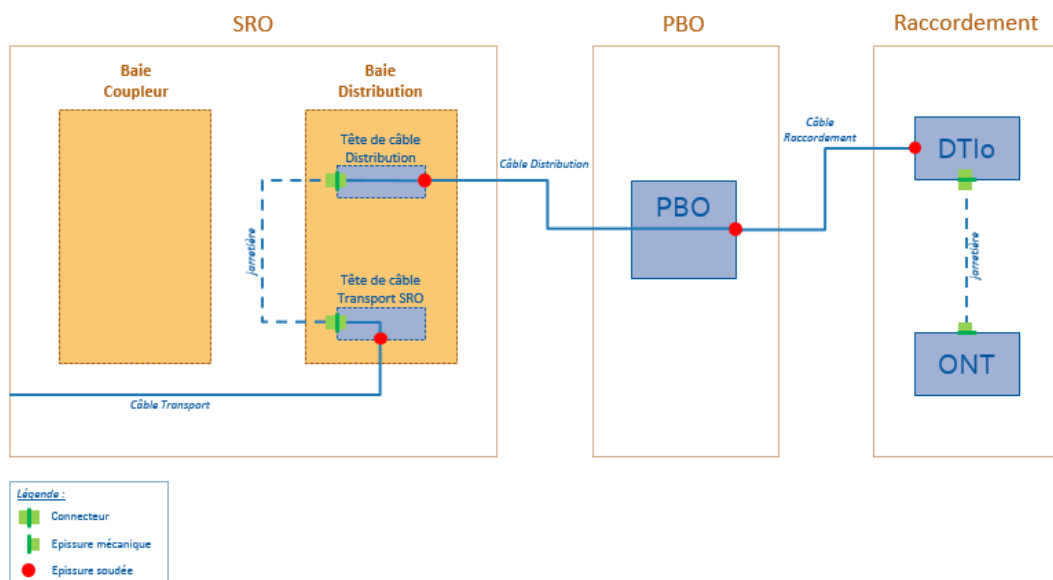 SRO
PBO
Raccordement
Baie
Coupleur
Baie
Distribution
Tête de câble
Distribution
jarretière
Tête de câble
Transport SRO
Câble Transport
Câble Distribution
PBO
Câble
Raccordement
DTIo
jarretière
ONT
Légende :
Connecteur
Epissure mécanique
Epissure soudée